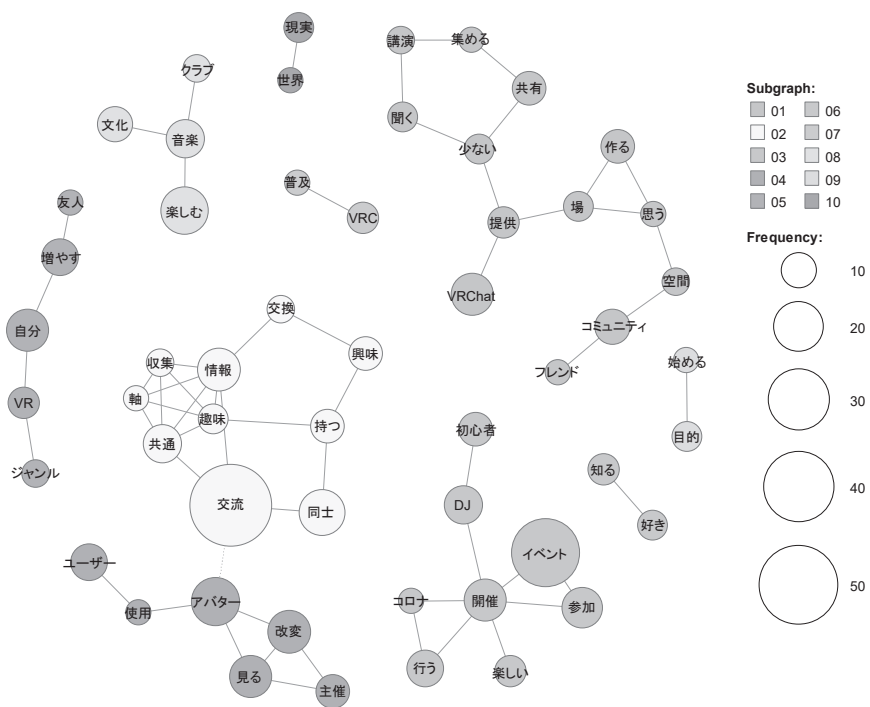 現実
世界
講演
集める
共有
聞く
少ない
クラブ
文化
音楽
楽しむ
普及
VRC
作る
場
思う
提供
VRChat
空間
コミュニティ
フレンド
友人
増やす
自分
VR
ジャンル
交換
興味
収集
情報
軸
趣味
持つ
共通
交流
同士
始める
目的
知る
好き
初心者
DJ
イベント
コロナ
開催
参加
行う
楽しい
ユーザー
使用
アバター
改変
見る
主催
Subgraph:
01 06
02 07
03 08
04 09
05 10
Frequency:
10
20
30
40
50